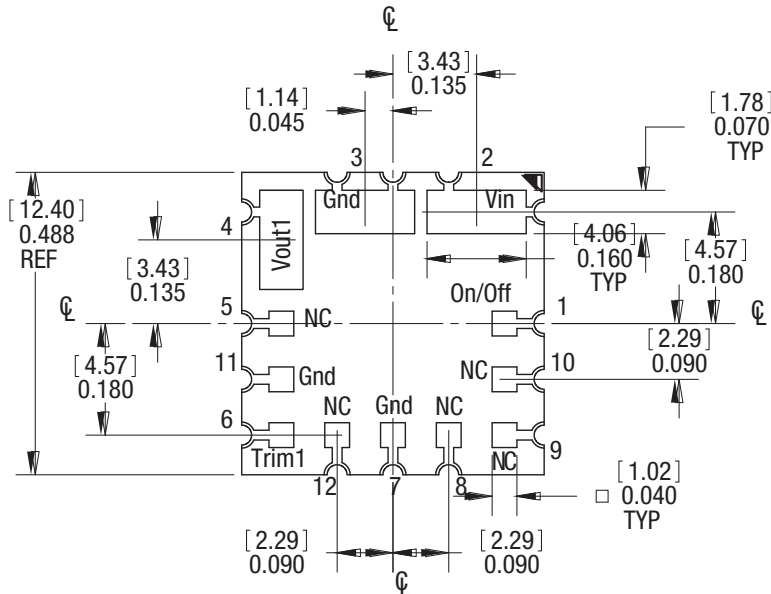 ℄
[3.43]
0.135
[1.14]
0.045
[1.78]
0.070
TYP
3
2
[12.40]
0.488
REF
Gnd
Vin
4
Vout1
[4.06]
0.160
TYP
[4.57]
0.180
[3.43]
0.135
On/Off
℄
5
NC
1
℄
[4.57]
0.180
11
Gnd
NC
10
[2.29]
0.090
6
NC
Gnd
NC
Trim1
NC
9
12
7
8
[1.02]
□ 0.040
TYP
[2.29]
0.090
[2.29]
0.090
℄